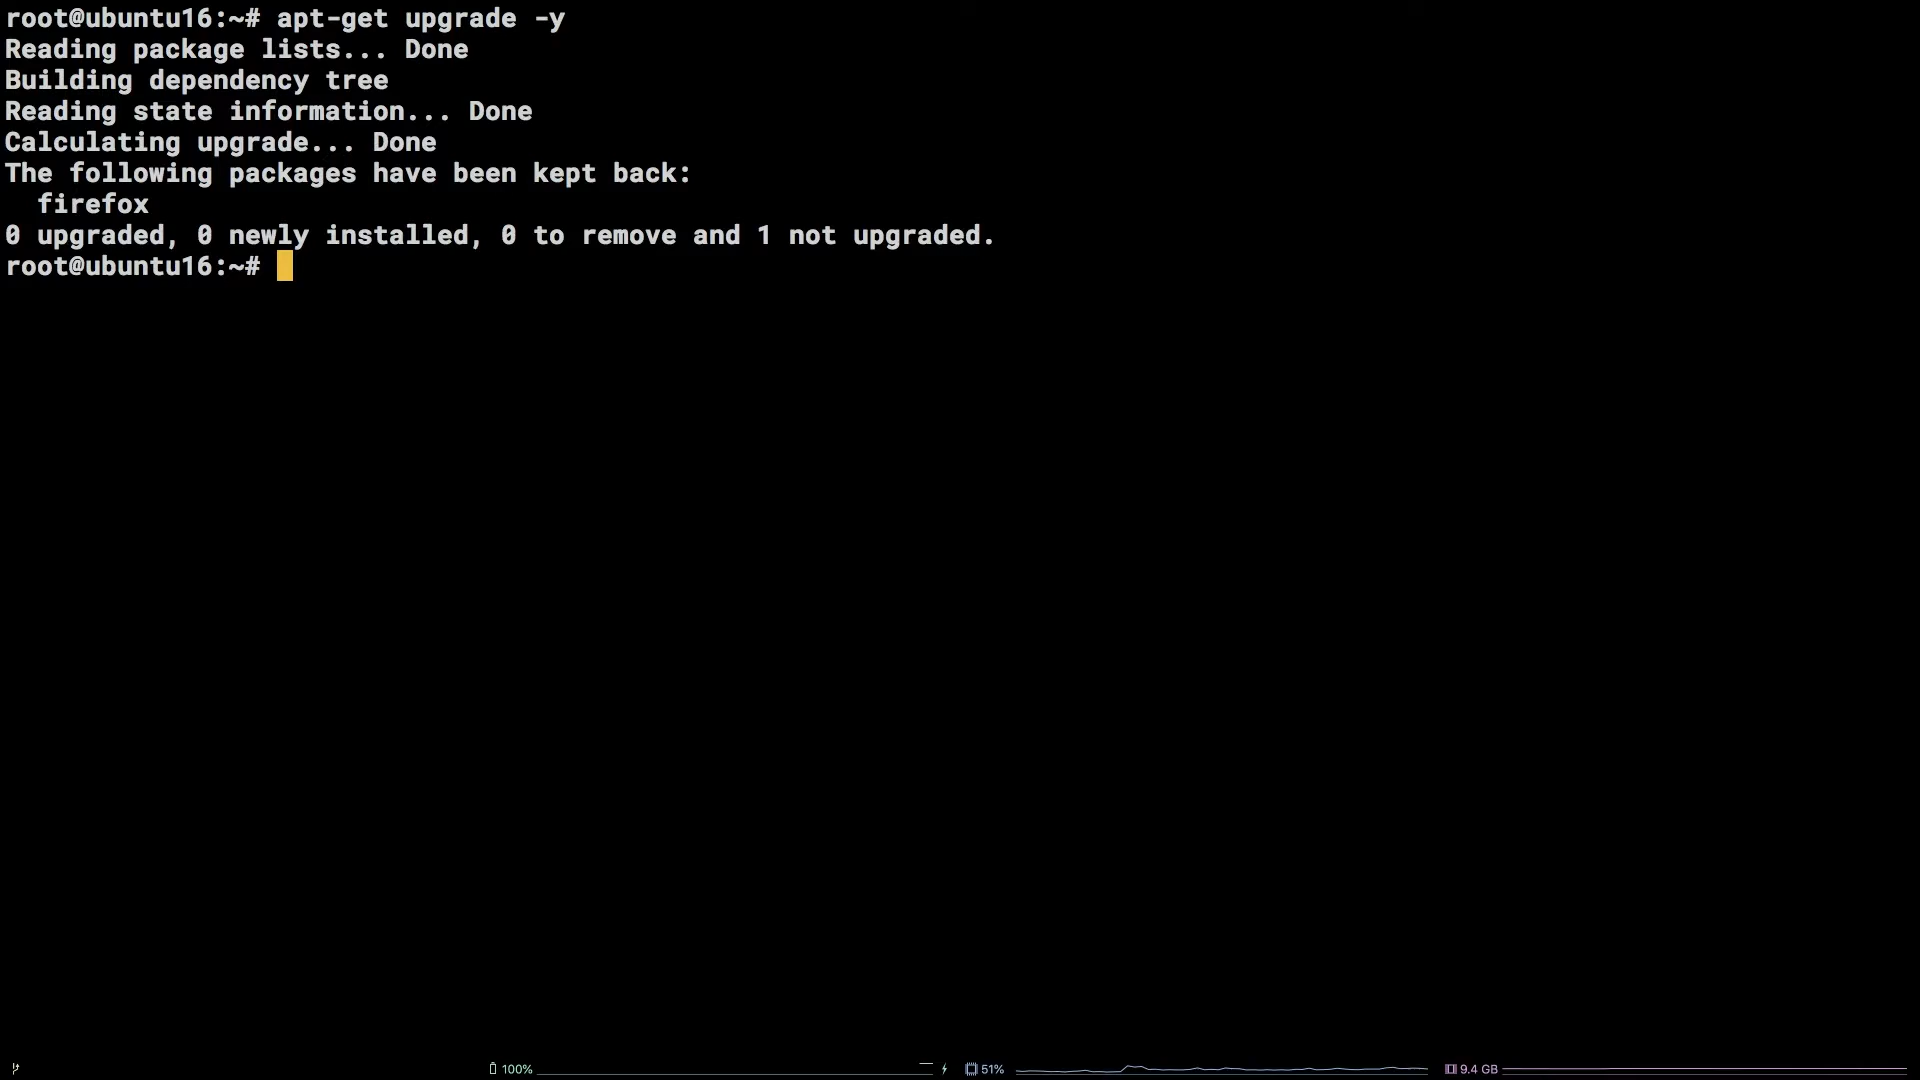 root@ubuntu16:~# apt-get upgrade -y
Reading package lists... Done
Building dependency tree
Reading state information... Done
Calculating upgrade... Done
The following packages have been kept back:
  firefox
0 upgraded, 0 newly installed, 0 to remove and 1 not upgraded.
root@ubuntu16:~#
100% 51% 9.4 GB